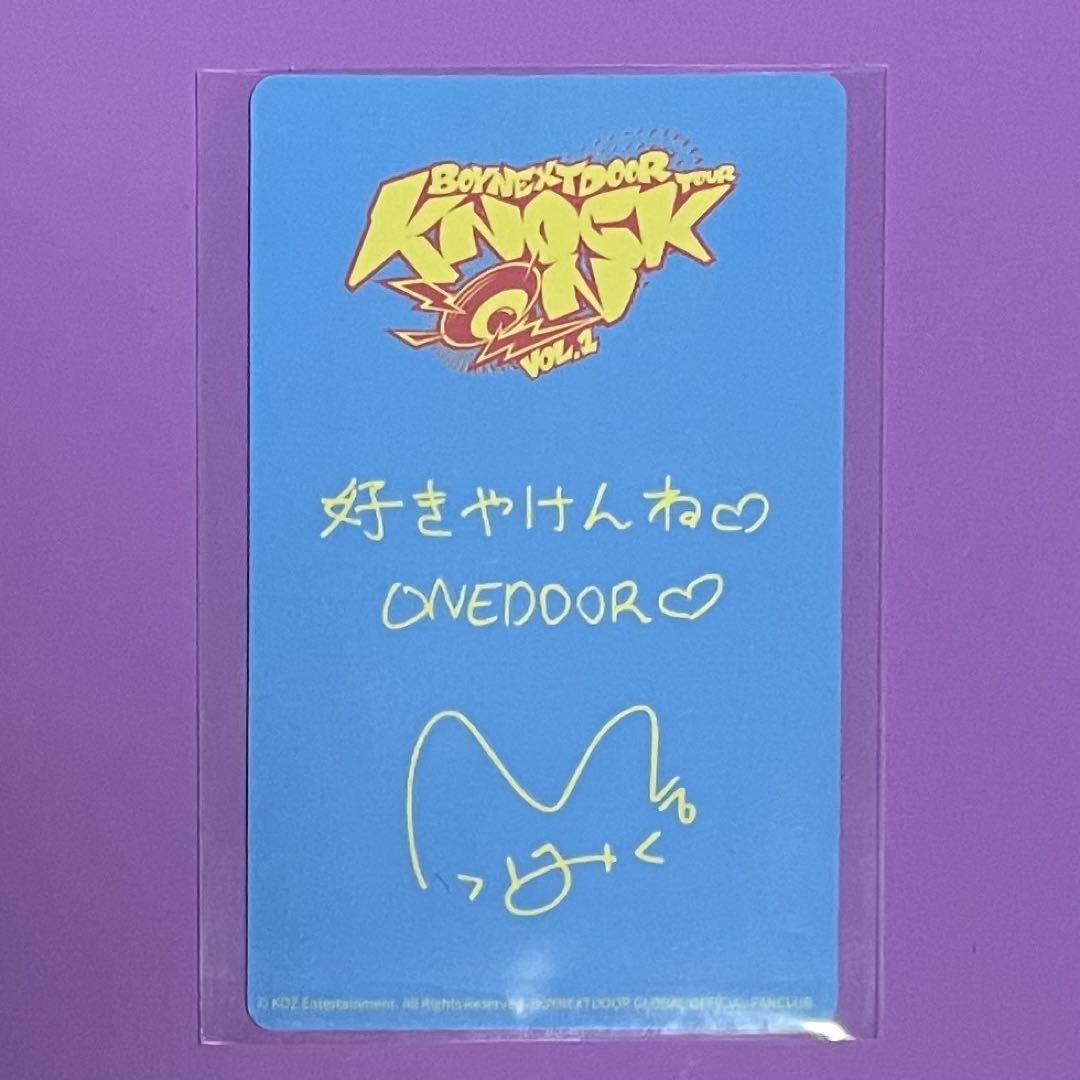 BOYNEXTDOOR TOUR
KNOCK
ON
VOL.1
好きやけんね♡
ONEDOOR♡
© KOZ Entertainment. All Rights Reserved. BOYNEXTDOOR GLOBAL OFFICIAL FANCLUB